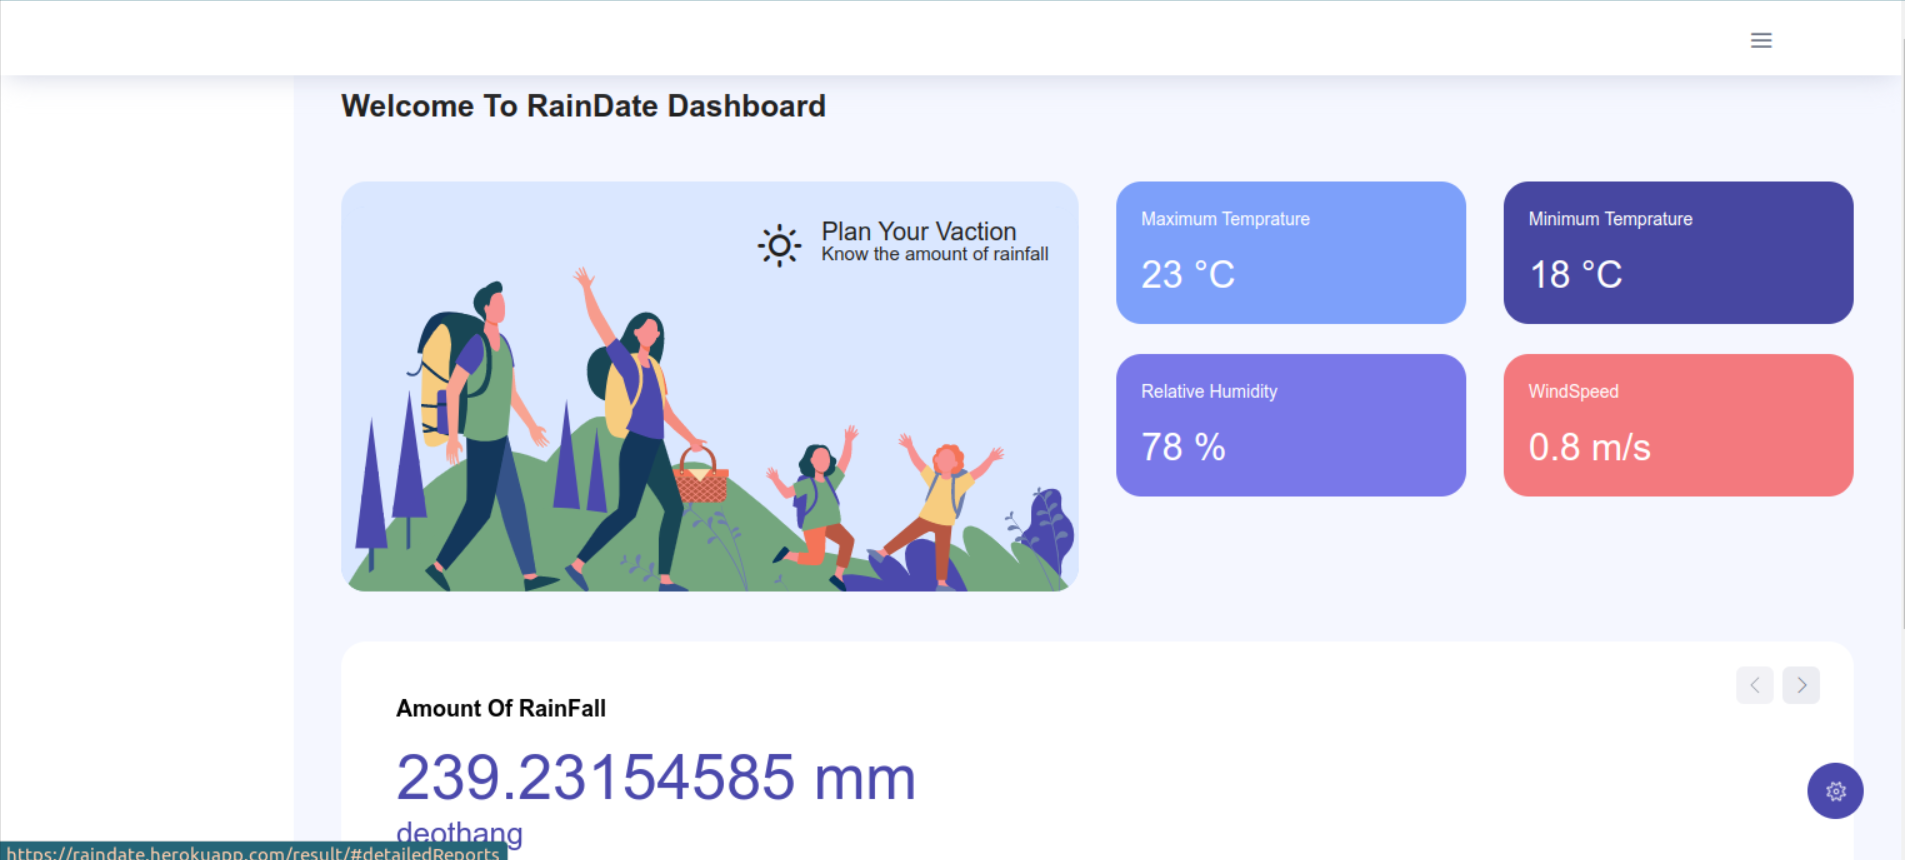 Welcome To RainDate Dashboard
Plan Your Vaction
Know the amount of rainfall
Maximum Temprature
23 °C
Minimum Temprature
18 °C
Relative Humidity
78 %
WindSpeed
0.8 m/s
Amount Of RainFall
239.23154585 mm
deothang
https://raindate.herokuapp.com/result/#detailedReports